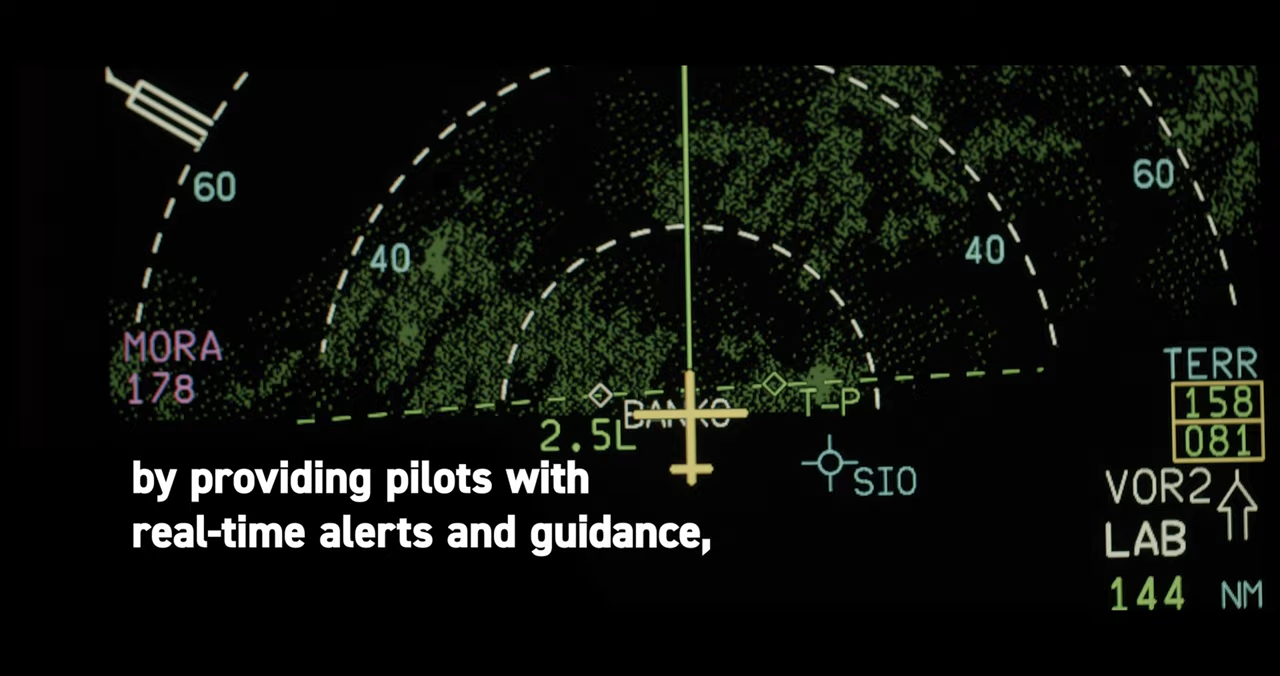 60
60
40
40
MORA
178
TERR
158
081
T-P
2.5L
SIO
VOR2
LAB
144 NM
by providing pilots with
real-time alerts and guidance,